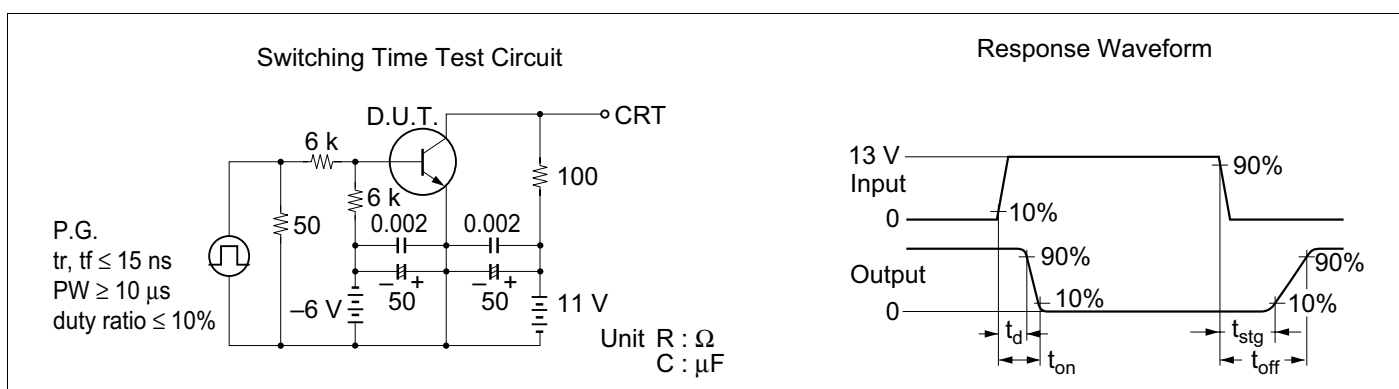 Switching Time Test Circuit
Response Waveform
D.U.T.
CRT
6 k
6 k
50
100
0.002
0.002
P.G.
tr, tf ≤ 15 ns
PW ≥ 10 μs
duty ratio ≤ 10%
– +
50
– +
50
–6 V
11 V
Unit R : Ω
C : μF
13 V
Input
0
10%
90%
Output
0
90%
10%
90%
10%
td
ton
tstg
toff